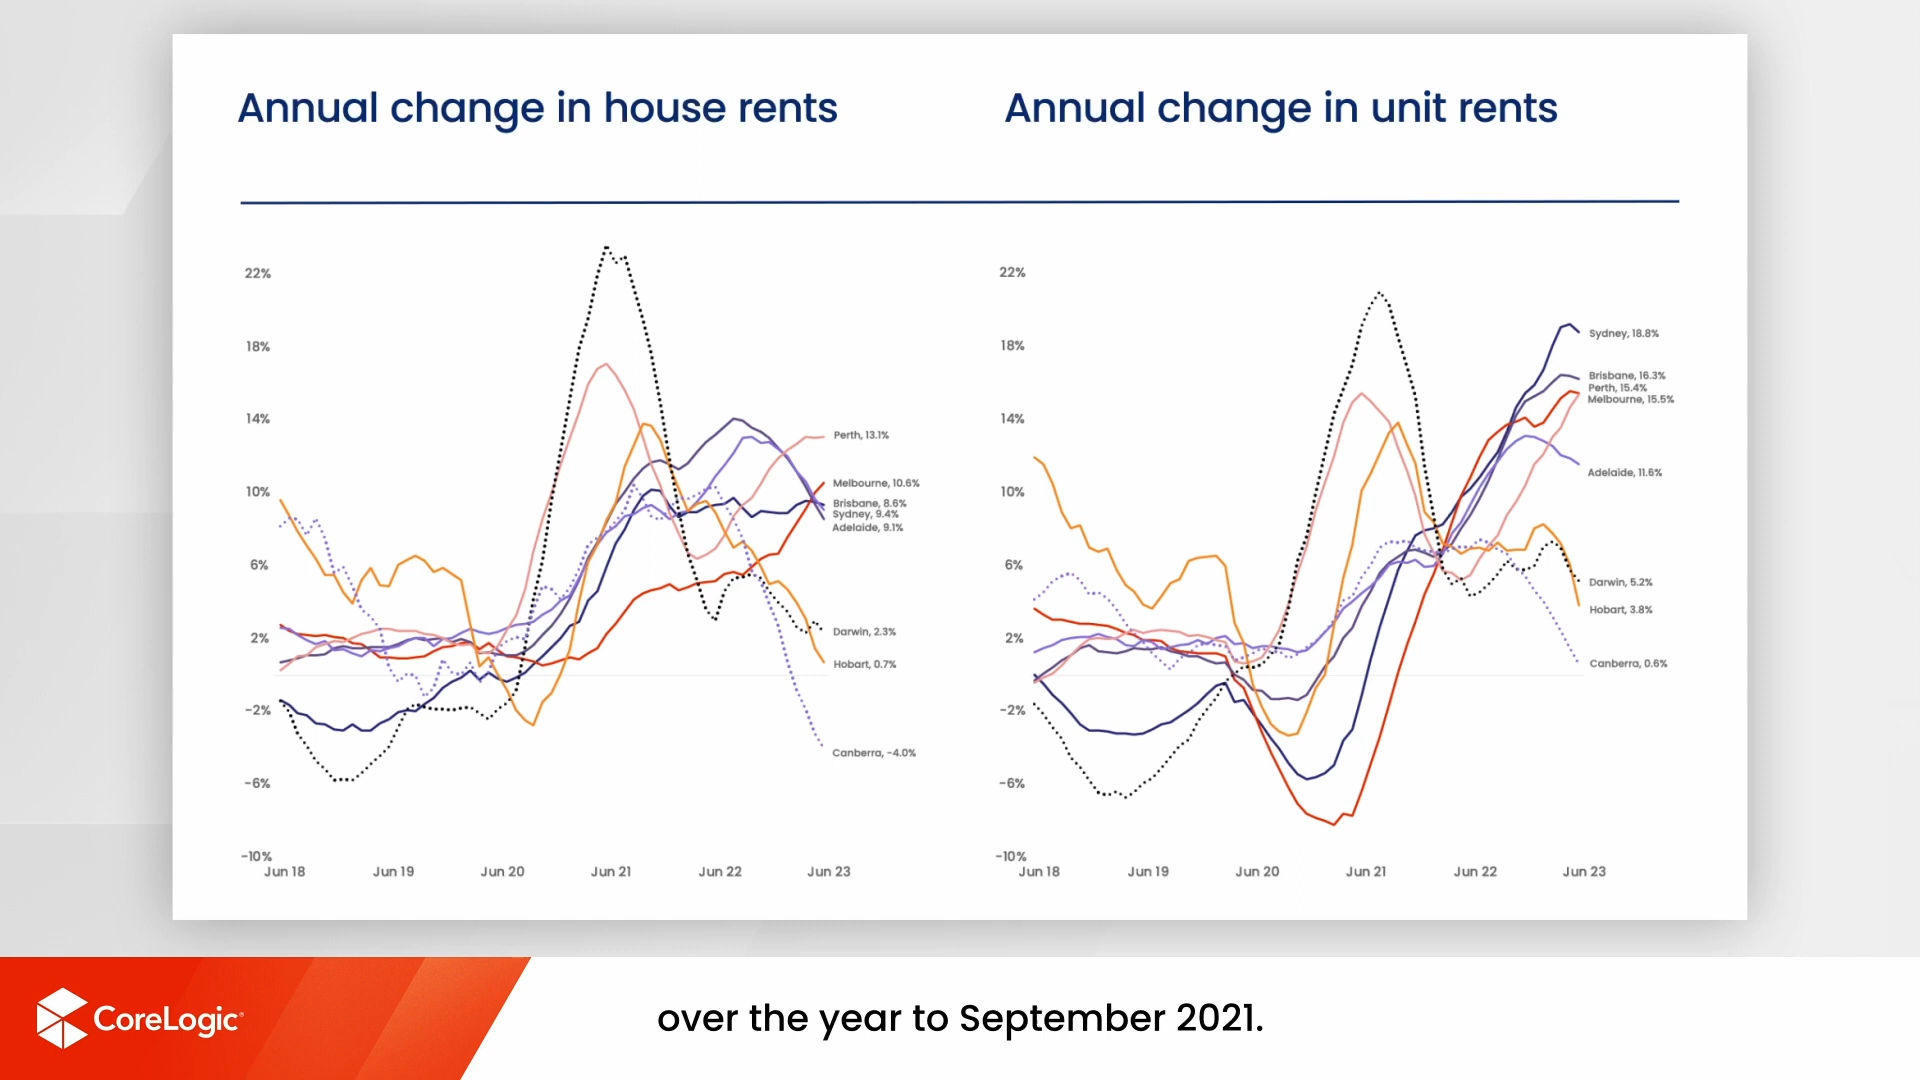 Annual change in house rents
22%
18%
14%
10%
6%
2%
-2%
-6%
-10%
Jun 18
Jun 19
Jun 20
Jun 21
Jun 22
Jun 23
Perth, 13.1%
Melbourne, 10.6%
Brisbane, 8.6%
Sydney, 9.4%
Adelaide, 9.1%
Darwin, 2.3%
Hobart, 0.7%
Canberra, -4.0%
Annual change in unit rents
22%
18%
14%
10%
6%
2%
-2%
-6%
-10%
Jun 18
Jun 19
Jun 20
Jun 21
Jun 22
Jun 23
Sydney, 18.8%
Brisbane, 16.3%
Perth, 15.4%
Melbourne, 15.5%
Adelaide, 11.6%
Darwin, 5.2%
Hobart, 3.8%
Canberra, 0.6%
CoreLogic®
over the year to September 2021.